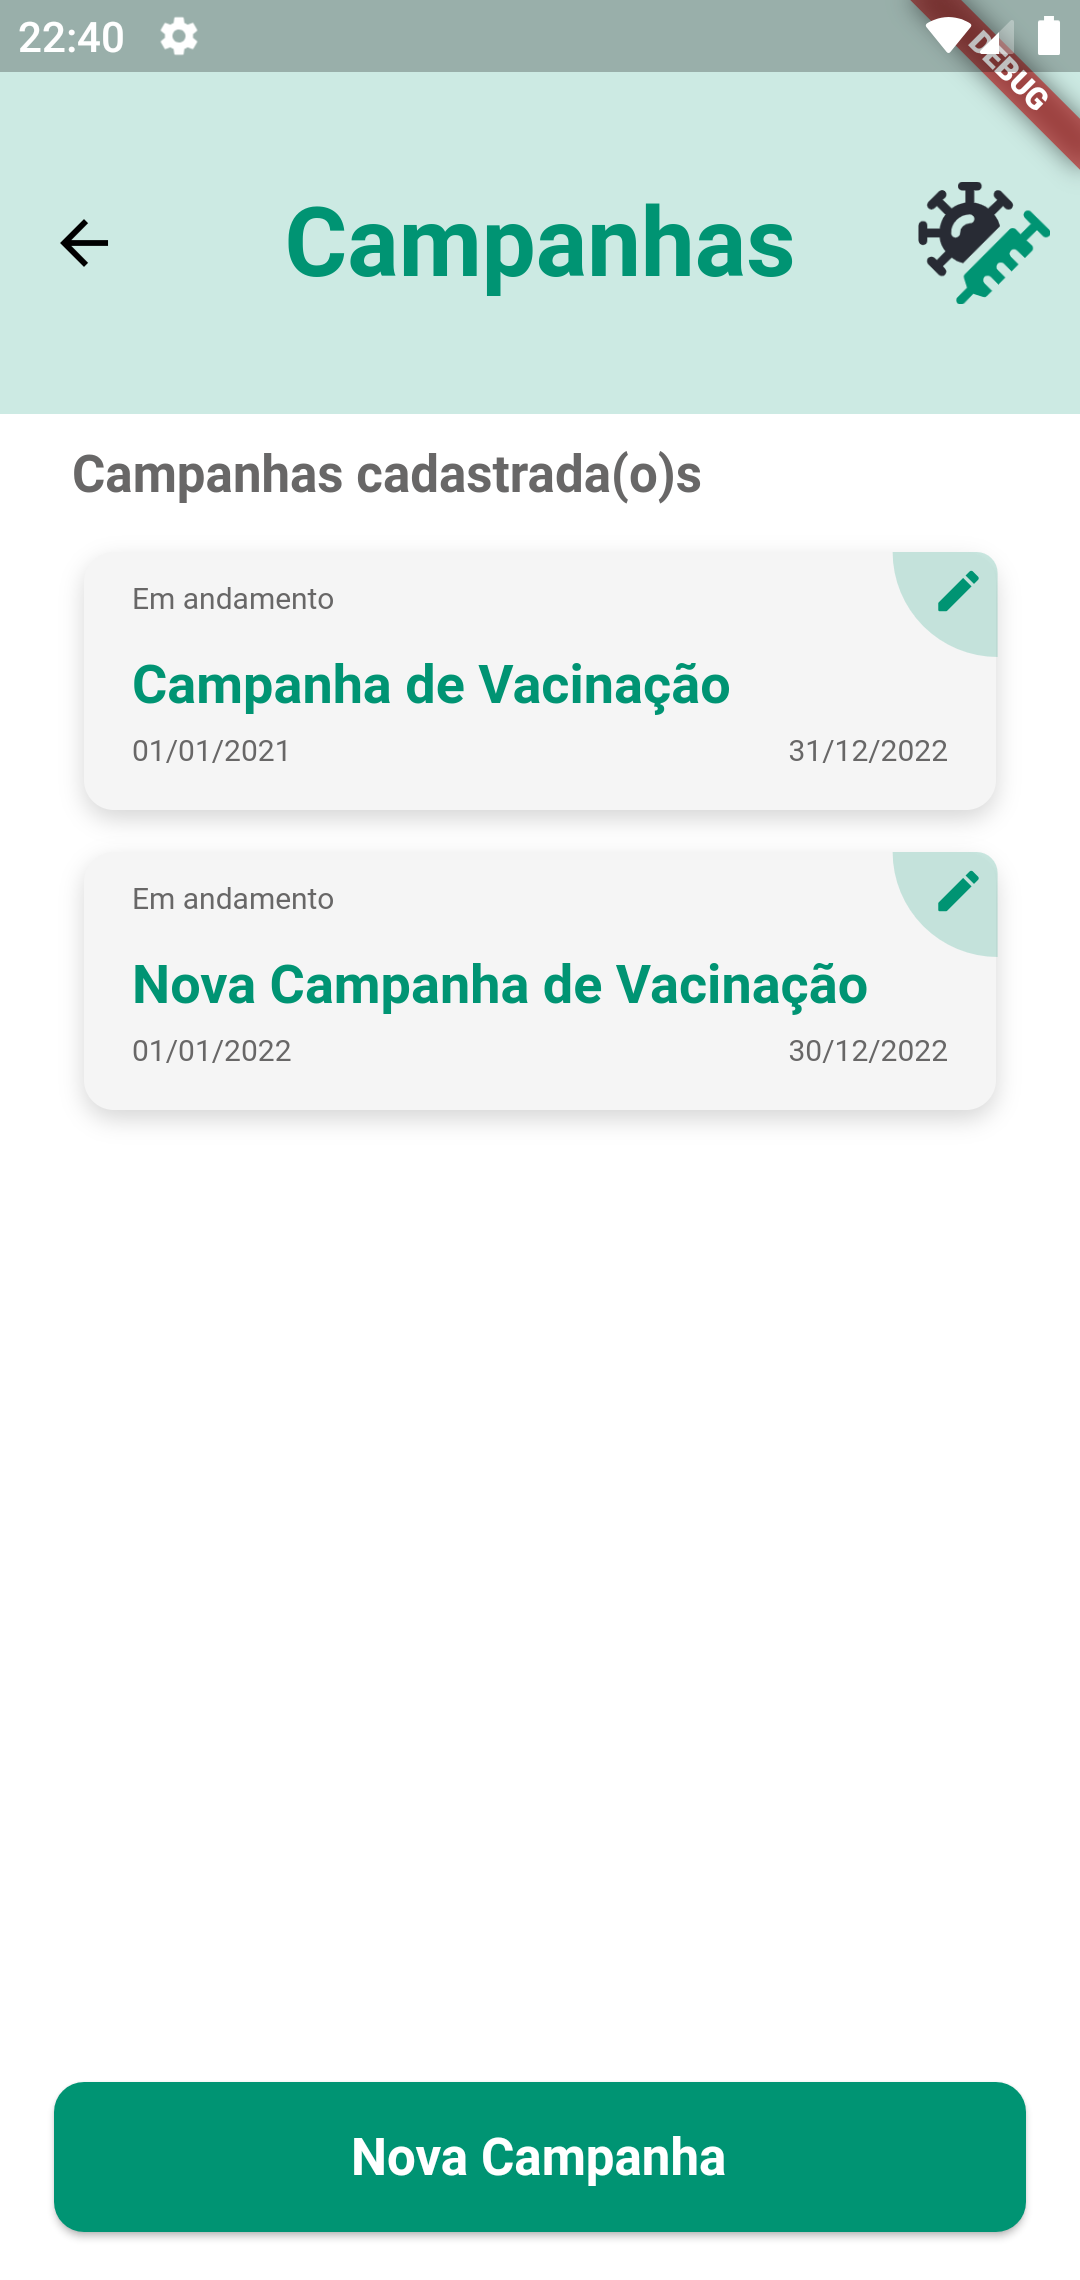 22:40
DEBUG
Campanhas
Campanhas cadastrada(o)s
Em andamento
Campanha de Vacinação
01/01/2021 31/12/2022
Em andamento
Nova Campanha de Vacinação
01/01/2022 30/12/2022
Nova Campanha